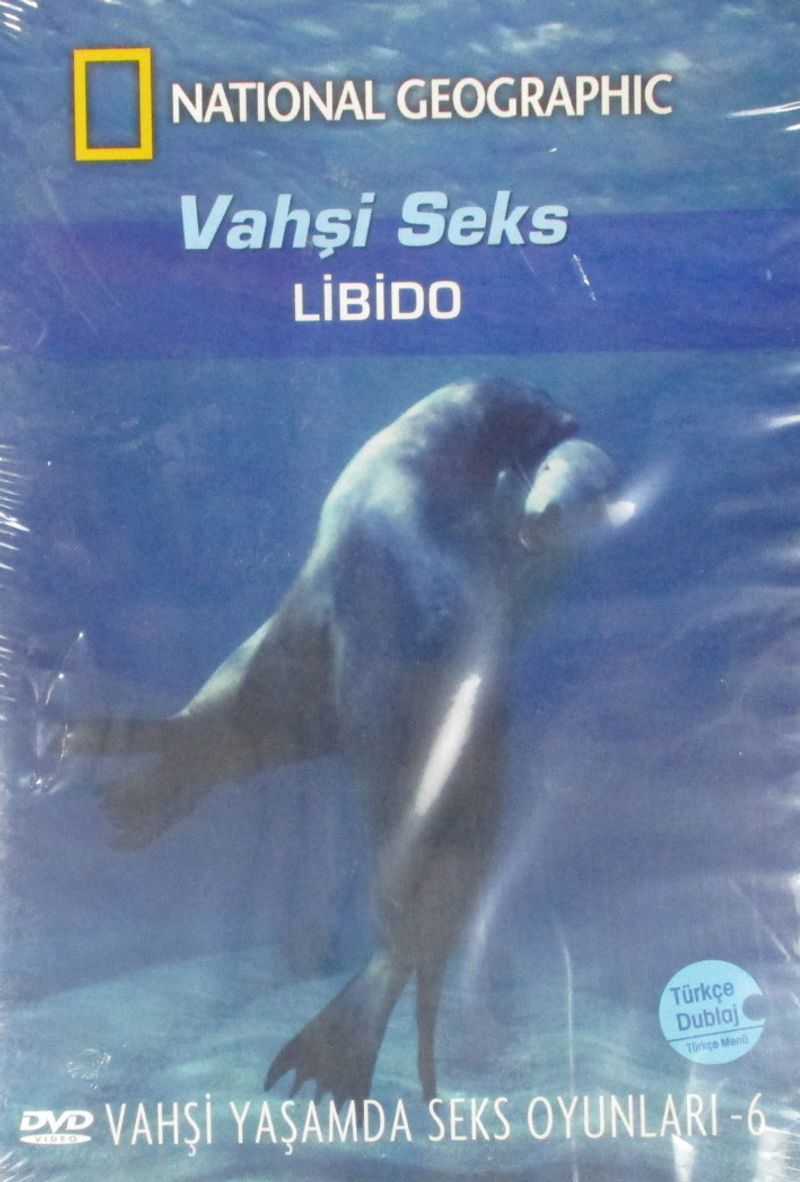 NATIONAL GEOGRAPHIC
Vahşi Seks
LİBİDO
Türkçe
Dublaj
Türkçe Menü
DVD
VIDEO
VAHŞİ YAŞAMDA SEKS OYUNLARI -6